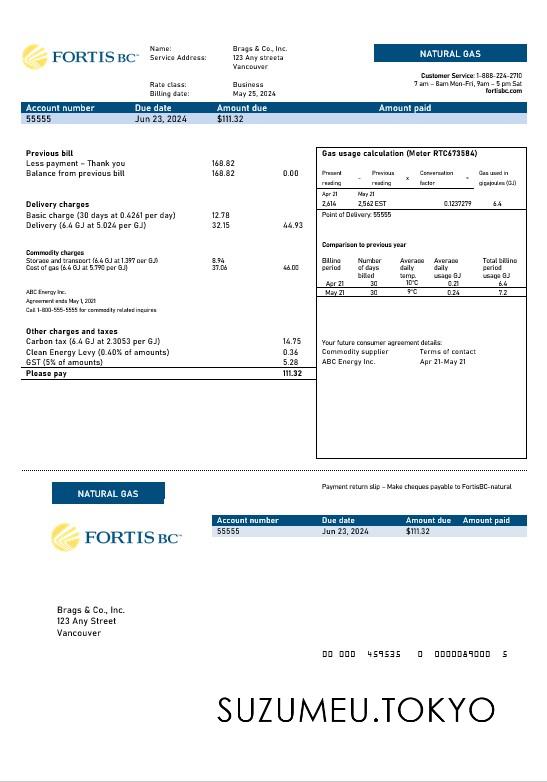 FORTIS BC™
Name: Brags & Co., Inc.
Service Address: 123 Any streeta
Vancouver
Rate class: Business
Billing date: May 25, 2024
NATURAL GAS
Customer Service: 1-888-224-2710
7 am – 8am Mon-Fri, 9am – 5 pm Sat
fortisbc.com
Account number Due date Amount due Amount paid
55555 Jun 23, 2024 $111.32
Previous bill
Less payment – Thank you 168.82
Balance from previous bill 168.82 0.00
Delivery charges
Basic charge (30 days at 0.4261 per day) 12.78
Delivery (6.4 GJ at 5.024 per GJ) 32.15 44.93
Commodity charges
Storage and transport (6.4 GJ at 1.397 per GJ) 8.94
Cost of gas (6.4 GJ at 5.790 per GJ) 37.06 46.00
ABC Energy Inc.
Agreement ends May 1, 2021
Call 1-800-555-5555 for commodity related inquires
Other charges and taxes
Carbon tax (6.4 GJ at 2.3053 per GJ) 14.75
Clean Energy Levy (0.40% of amounts) 0.36
GST (5% of amounts) 5.28
Please pay 111.32
Gas usage calculation (Meter RTC673584)
Present reading – Previous reading x Conversation factor = Gas used in gigajoules (GJ)
Apr 21 May 21
2,614 2,562 EST 0.1237279 6.4
Point of Delivery: 55555
Comparison to previous year
Billino period Number of days billed Average daily temp. Average daily usage GJ Total billino period usage GJ
Apr 21 30 10°C 0.21 6.4
May 21 30 9°C 0.24 7.2
Your future consumer agreement details:
Commodity supplier Terms of contact
ABC Energy Inc. Apr 21-May 21
NATURAL GAS
Payment return slip – Make cheques payable to FortisBC-natural
FORTIS BC™
Account number Due date Amount due Amount paid
55555 Jun 23, 2024 $111.32
Brags & Co., Inc.
123 Any Street
Vancouver
00 000 459535 0 0000089000 5
SUZUMEU.TOKYO